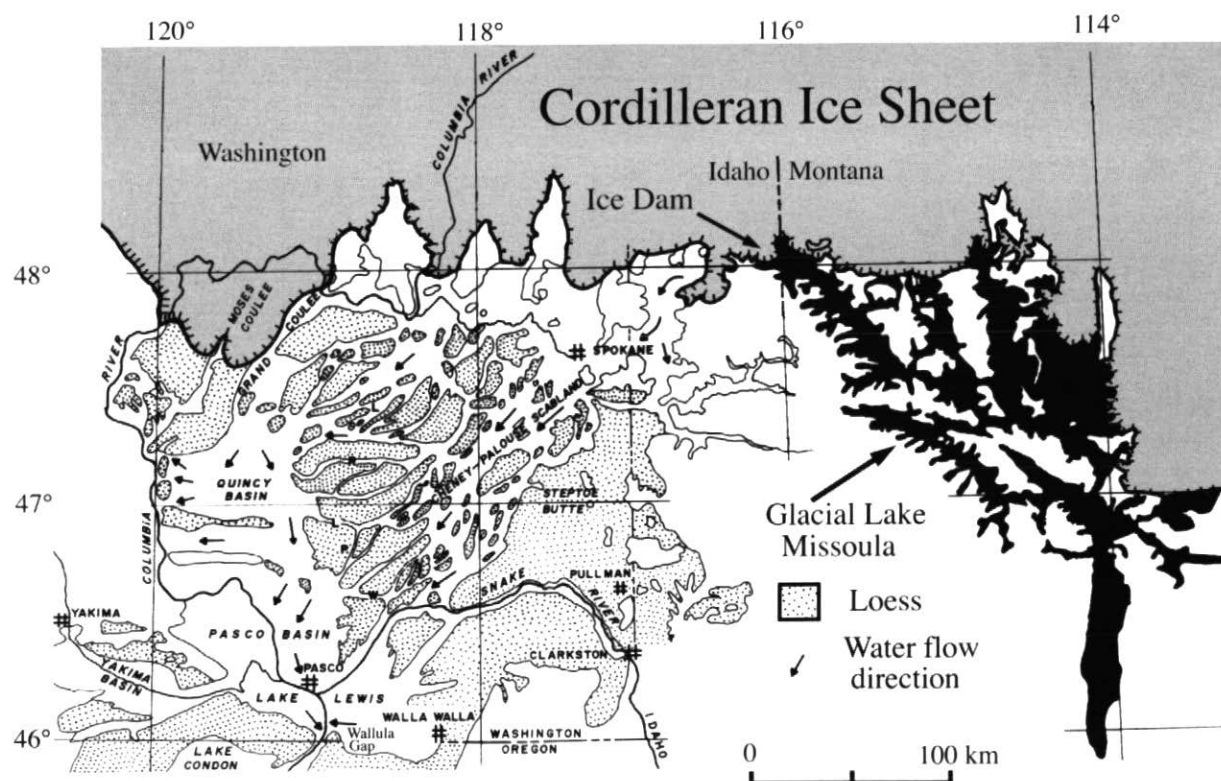 120°
118°
116°
114°
COLUMBIA
RIVER
Cordilleran Ice Sheet
Washington
Idaho
Montana
Ice Dam
48°
MOSES
COULEE
GRAND
COULEE
RIVER
SPOKANE
CHENEY-PALOUSE SCABLAND
47°
QUINCY
BASIN
STEPTOE
BUTTE
COLUMBIA
Glacial Lake
Missoula
Loess
Water flow
direction
PULLMAN
SNAKE
RIVER
YAKIMA
PASCO
BASIN
PASCO
CLARKSTON
YAKIMA
BASIN
LAKE
LEWIS
WALLA WALLA
Wallula
Gap
WASHINGTON
OREGON
IDAHO
46°
LAKE
CONDON
0
100 km